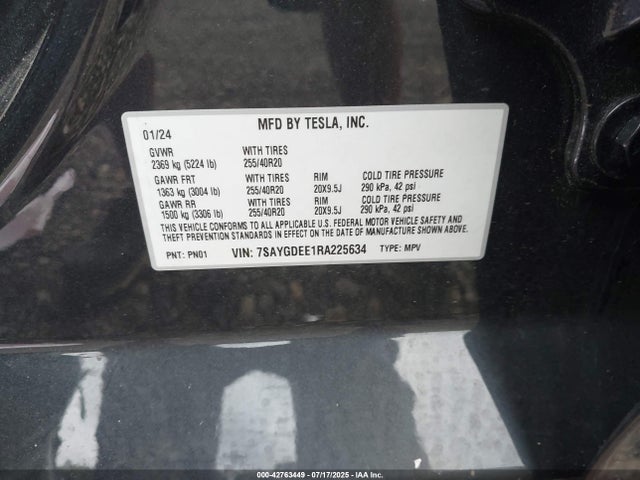 01/24 MFD BY TESLA, INC.
GVWR WITH TIRES
2369 kg (5224 lb) 255/40R20
GAWR FRT WITH TIRES RIM COLD TIRE PRESSURE
1363 kg (3004 lb) 255/40R20 20X9.5J 290 kPa, 42 psi
GAWR RR WITH TIRES RIM COLD TIRE PRESSURE
1500 kg (3306 lb) 255/40R20 20X9.5J 290 kPa, 42 psi
THIS VEHICLE CONFORMS TO ALL APPLICABLE U.S. FEDERAL MOTOR VEHICLE SAFETY AND
THEFT PREVENTION STANDARDS IN EFFECT ON THE DATE OF MANUFACTURE SHOWN ABOVE.
PNT: PN01 VIN: 7SAYGDEE1RA225634 TYPE: MPV
000-42763449 - 07/17/2025 - IAA Inc.